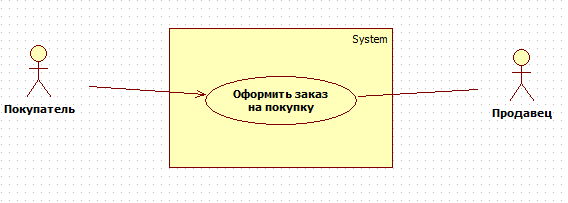 System
Оформить заказ
на покупку
Покупатель
Продавец